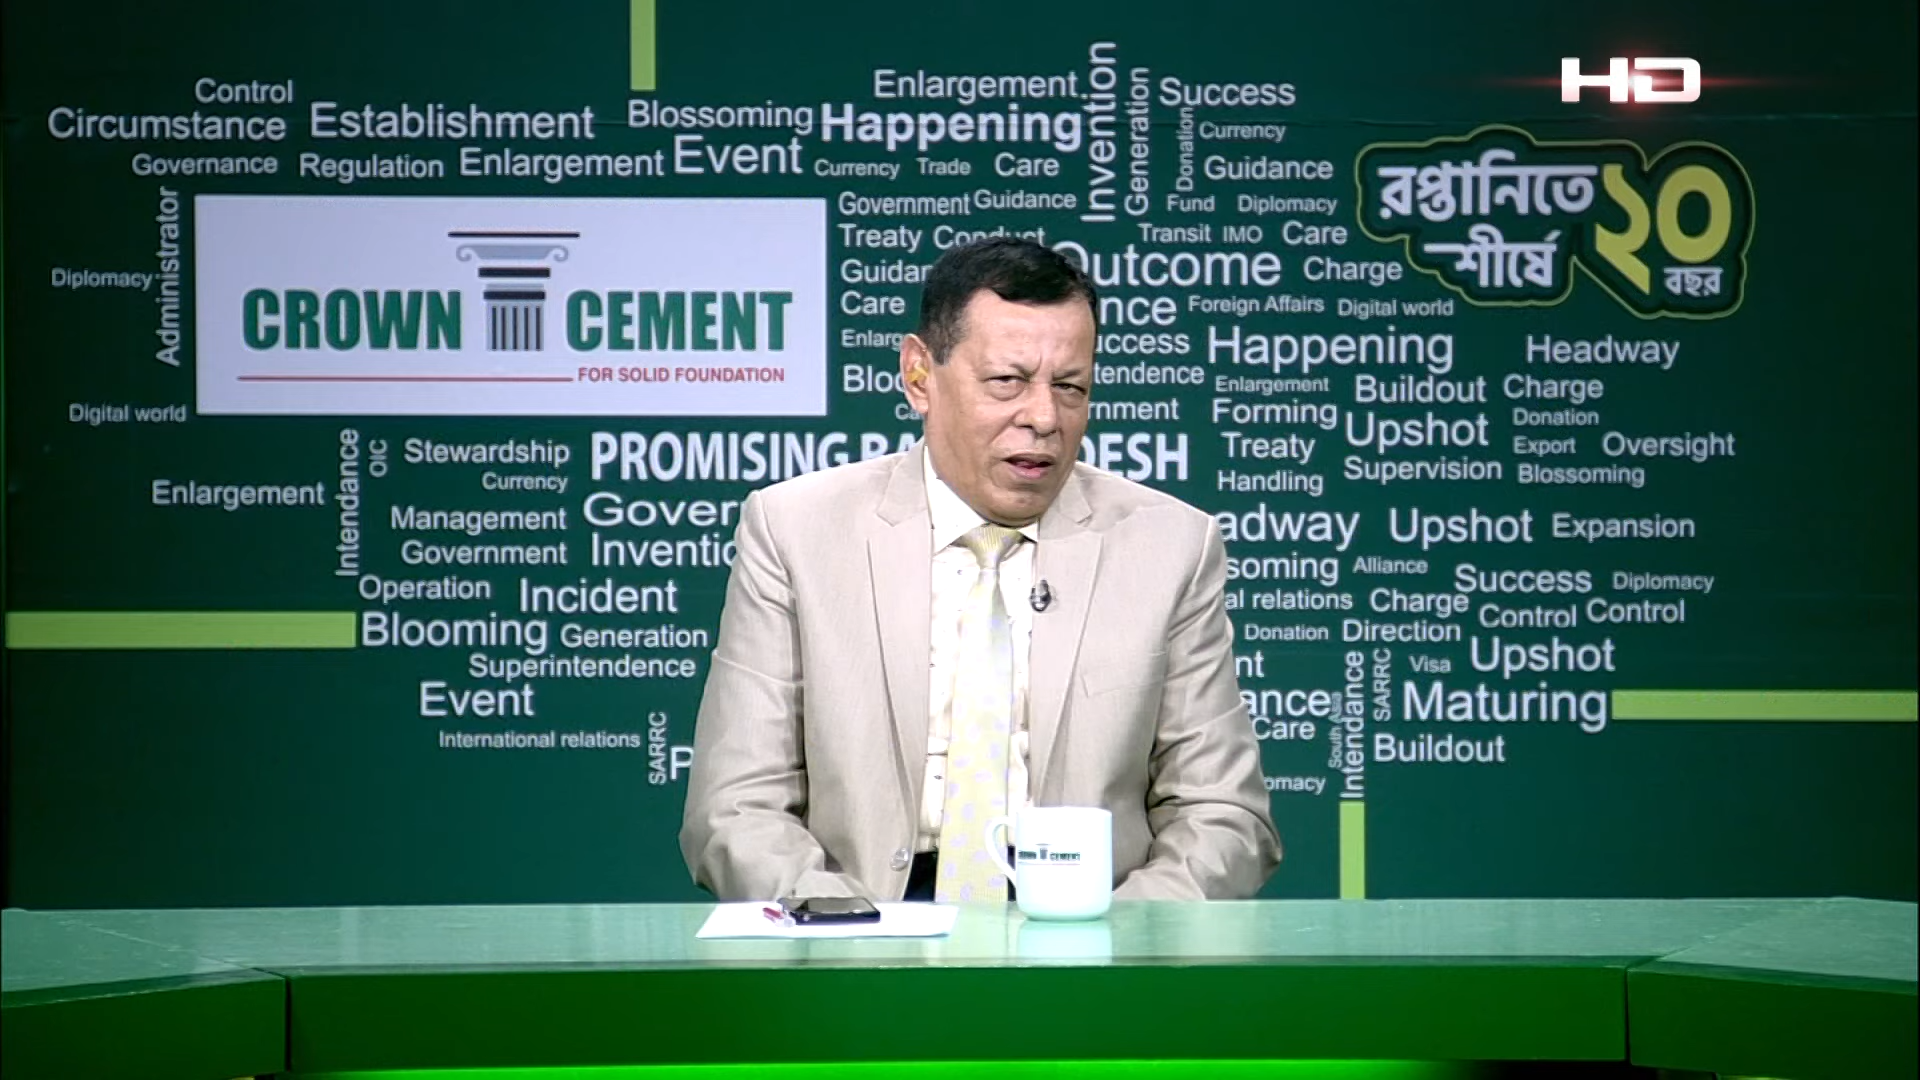 HD
Control
Circumstance
Establishment
Blossoming
Enlargement
Happening
Invention
Generation
Success
Donation
Currency
Governance
Regulation
Enlargement
Event
Currency
Trade
Care
Guidance
Administrator
Government
Guidance
Fund
Diplomacy
রপ্তানিতে
শীর্ষে
২০
বছর
Treaty
Conduct
Transit
IMO
Care
Diplomacy
CROWN CEMENT
FOR SOLID FOUNDATION
Outcome
Charge
Care
Foreign Affairs
Digital world
Happening
Headway
Digital world
Enlargement
Buildout
Charge
Forming
Donation
Intendance
OIC
Stewardship
PROMISING
Treaty
Upshot
Export
Oversight
Currency
Handling
Supervision
Blossoming
Enlargement
Management
Upshot
Expansion
Government
Alliance
Operation
Incident
Success
Diplomacy
Charge
Control
Control
Blooming
Generation
Donation
Direction
Superintendence
Intendance
SARRC
Visa
Upshot
Event
Maturing
International relations
SARRC
Care
South Asia
Buildout
CROWN CEMENT